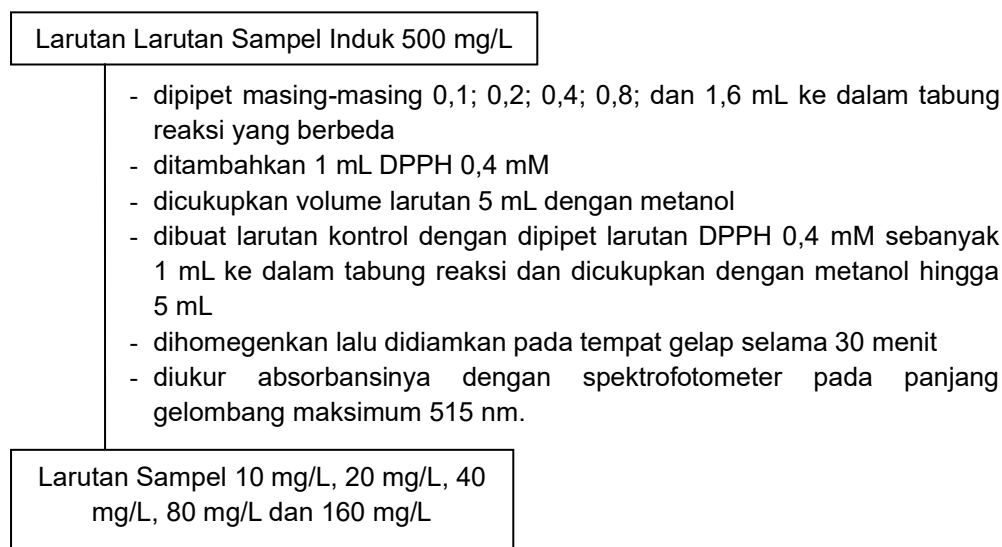 Larutan Larutan Sampel Induk 500 mg/L
- dipipet masing-masing 0,1; 0,2; 0,4; 0,8; dan 1,6 mL ke dalam tabung
reaksi yang berbeda
- ditambahkan 1 mL DPPH 0,4 mM
- dicukupkan volume larutan 5 mL dengan metanol
- dibuat larutan kontrol dengan dipipet larutan DPPH 0,4 mM sebanyak
1 mL ke dalam tabung reaksi dan dicukupkan dengan metanol hingga
5 mL
- dihomegenkan lalu didiamkan pada tempat gelap selama 30 menit
- diukur absorbansinya dengan spektrofotometer pada panjang
gelombang maksimum 515 nm.
Larutan Sampel 10 mg/L, 20 mg/L, 40
mg/L, 80 mg/L dan 160 mg/L